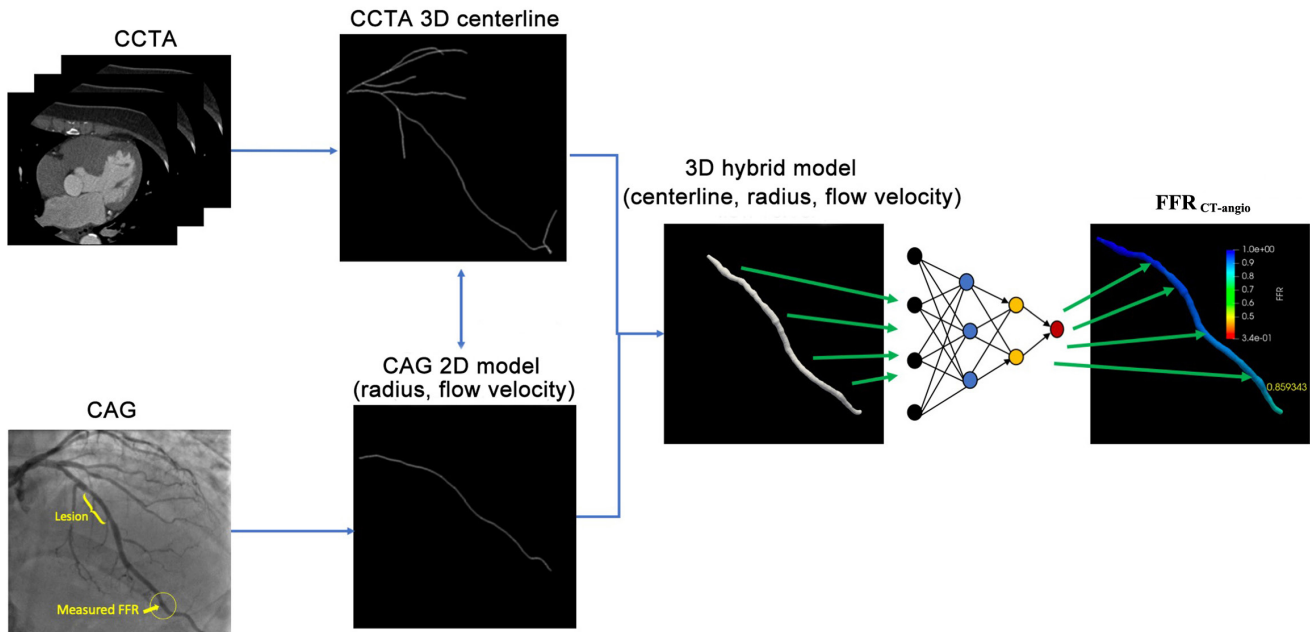 CCTA
CCTA 3D centerline
3D hybrid model
(centerline, radius, flow velocity)
FFR CT-angio
1.0e+00
0.9
0.8
0.7
0.6
0.5
3.4e-01
FFR
0.859343
CAG 2D model
(radius, flow velocity)
CAG
Lesion
Measured FFR